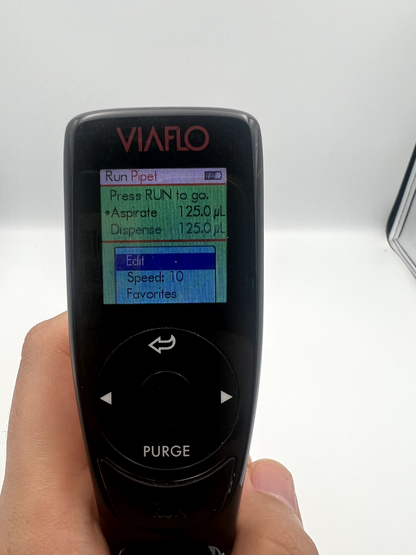 VIAFLO
Run Pipet
Press RUN to go.
•Aspirate 125.0 µL
Dispense 125.0 µL
Edit
Speed: 10
Favorites
PURGE
RUN